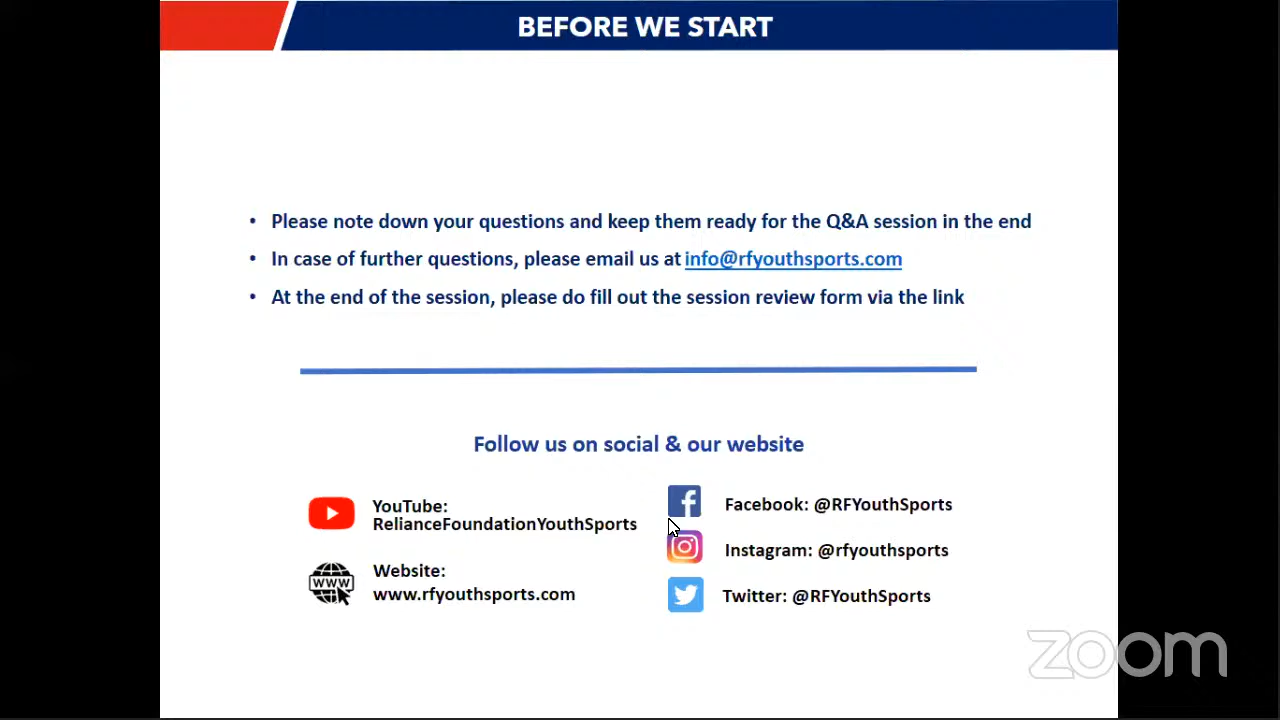 BEFORE WE START
• Please note down your questions and keep them ready for the Q&A session in the end
• In case of further questions, please email us at info@rfyouthsports.com
• At the end of the session, please do fill out the session review form via the link
Follow us on social & our website
YouTube:
RelianceFoundationYouthSports
WWW
Website:
www.rfyouthsports.com
Facebook: @RFYouthSports
Instagram: @rfyouthsports
Twitter: @RFYouthSports
zoom